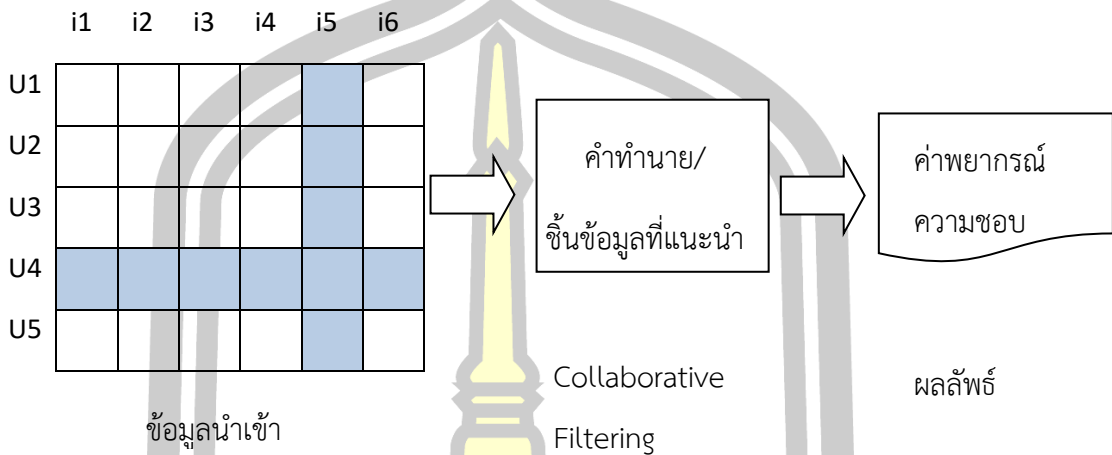 i1 i2 i3 i4 i5 i6
U1
U2
U3
U4
U5
ข้อมูลนำเข้า
คำทำนาย/
ชิ้นข้อมูลที่แนะนำ
Collaborative
Filtering
ค่าพยากรณ์
ความชอบ
ผลลัพธ์